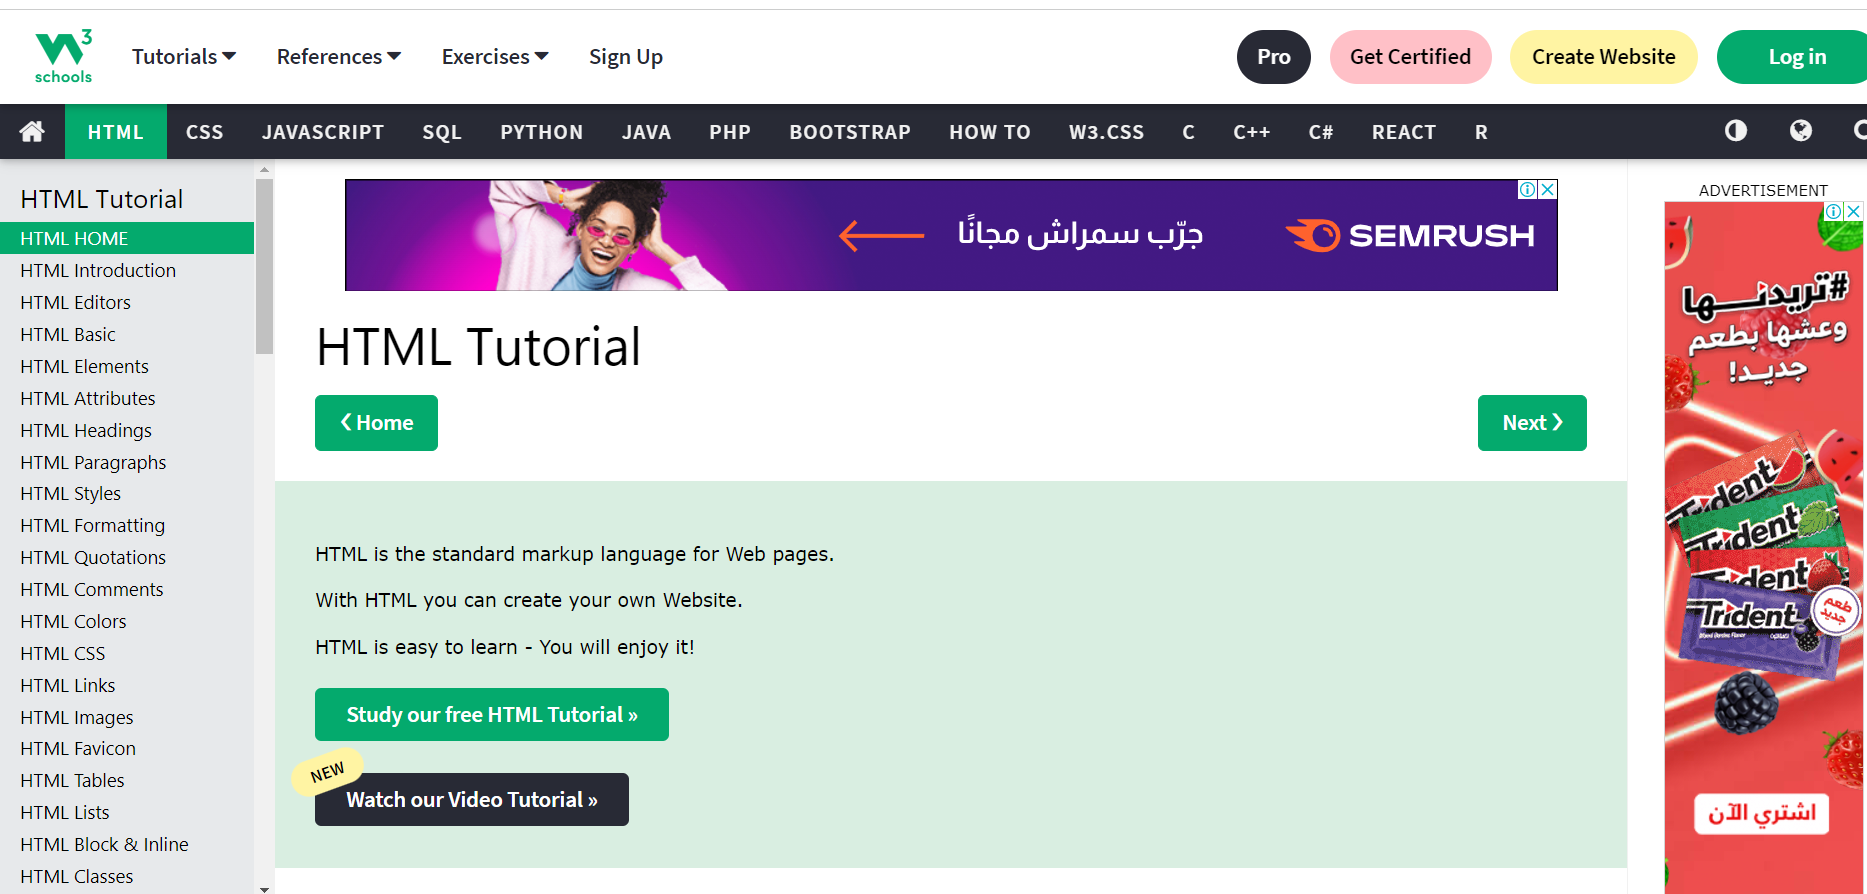 W3 schools
Tutorials References Exercises Sign Up Pro Get Certified Create Website Log in
HTML CSS JAVASCRIPT SQL PYTHON JAVA PHP BOOTSTRAP HOW TO W3.CSS C C++ C# REACT R
HTML Tutorial
HTML HOME
HTML Introduction
HTML Editors
HTML Basic
HTML Elements
HTML Attributes
HTML Headings
HTML Paragraphs
HTML Styles
HTML Formatting
HTML Quotations
HTML Comments
HTML Colors
HTML CSS
HTML Links
HTML Images
HTML Favicon
HTML Tables
HTML Lists
HTML Block & Inline
HTML Classes
جرّب سمراش مجانًا
SEMRUSH
HTML Tutorial
❮ Home
Next ❯
HTML is the standard markup language for Web pages.
With HTML you can create your own Website.
HTML is easy to learn - You will enjoy it!
Study our free HTML Tutorial »
NEW
Watch our Video Tutorial »
ADVERTISEMENT
#تريدنـــها
وعشها بطعم
جديـد!
Trident
Trident
Trident
Trident
طعم
جديد
اشتري الآن